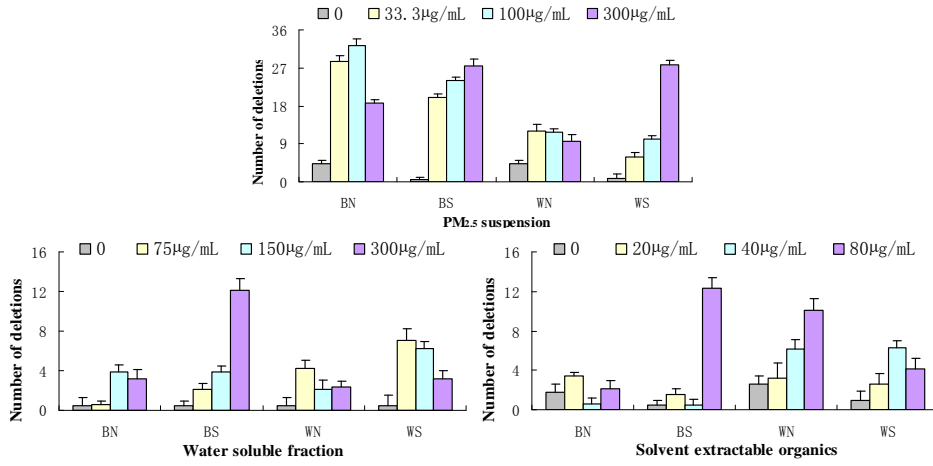 0 33.3μg/mL 100μg/mL 300μg/mL
Number of deletions
36
27
18
9
0
BN BS WN WS
PM2.5 suspension
0 75μg/mL 150μg/mL 300μg/mL
Number of deletions
16
12
8
4
0
BN BS WN WS
Water soluble fraction
0 20μg/mL 40μg/mL 80μg/mL
Number of deletions
16
12
8
4
0
BN BS WN WS
Solvent extractable organics